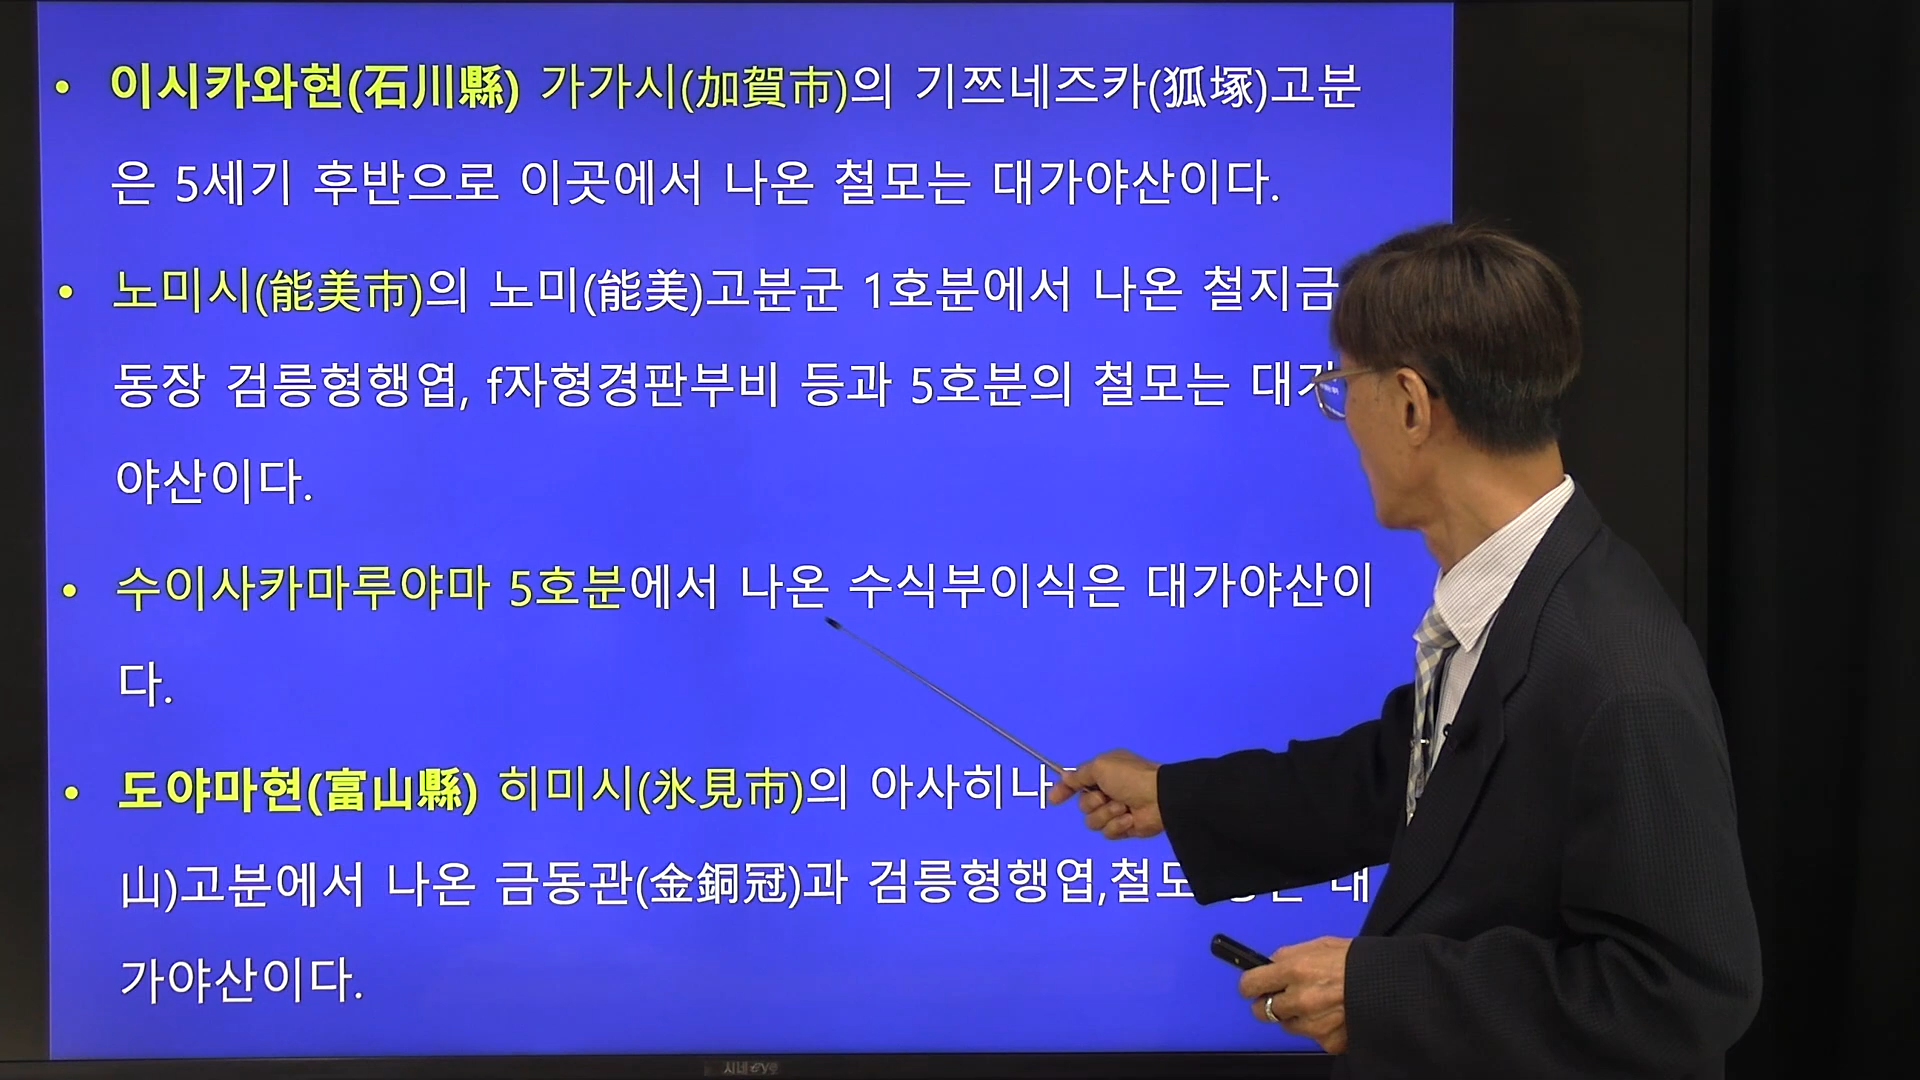 • 이시카와현(石川縣) 가가시(加賀市)의 기쯔네즈카(狐塚)고분
은 5세기 후반으로 이곳에서 나온 철모는 대가야산이다.
• 노미시(能美市)의 노미(能美)고분군 1호분에서 나온 철지금
동장 검릉형행엽, f자형경판부비 등과 5호분의 철모는 대가
야산이다.
• 수이사카마루야마 5호분에서 나온 수식부이식은 대가야산이
다.
• 도야마현(富山縣) 히미시(氷見市)의 아사히나
山)고분에서 나온 금동관(金銅冠)과 검릉형행엽,철모 대
가야산이다.
시네eye